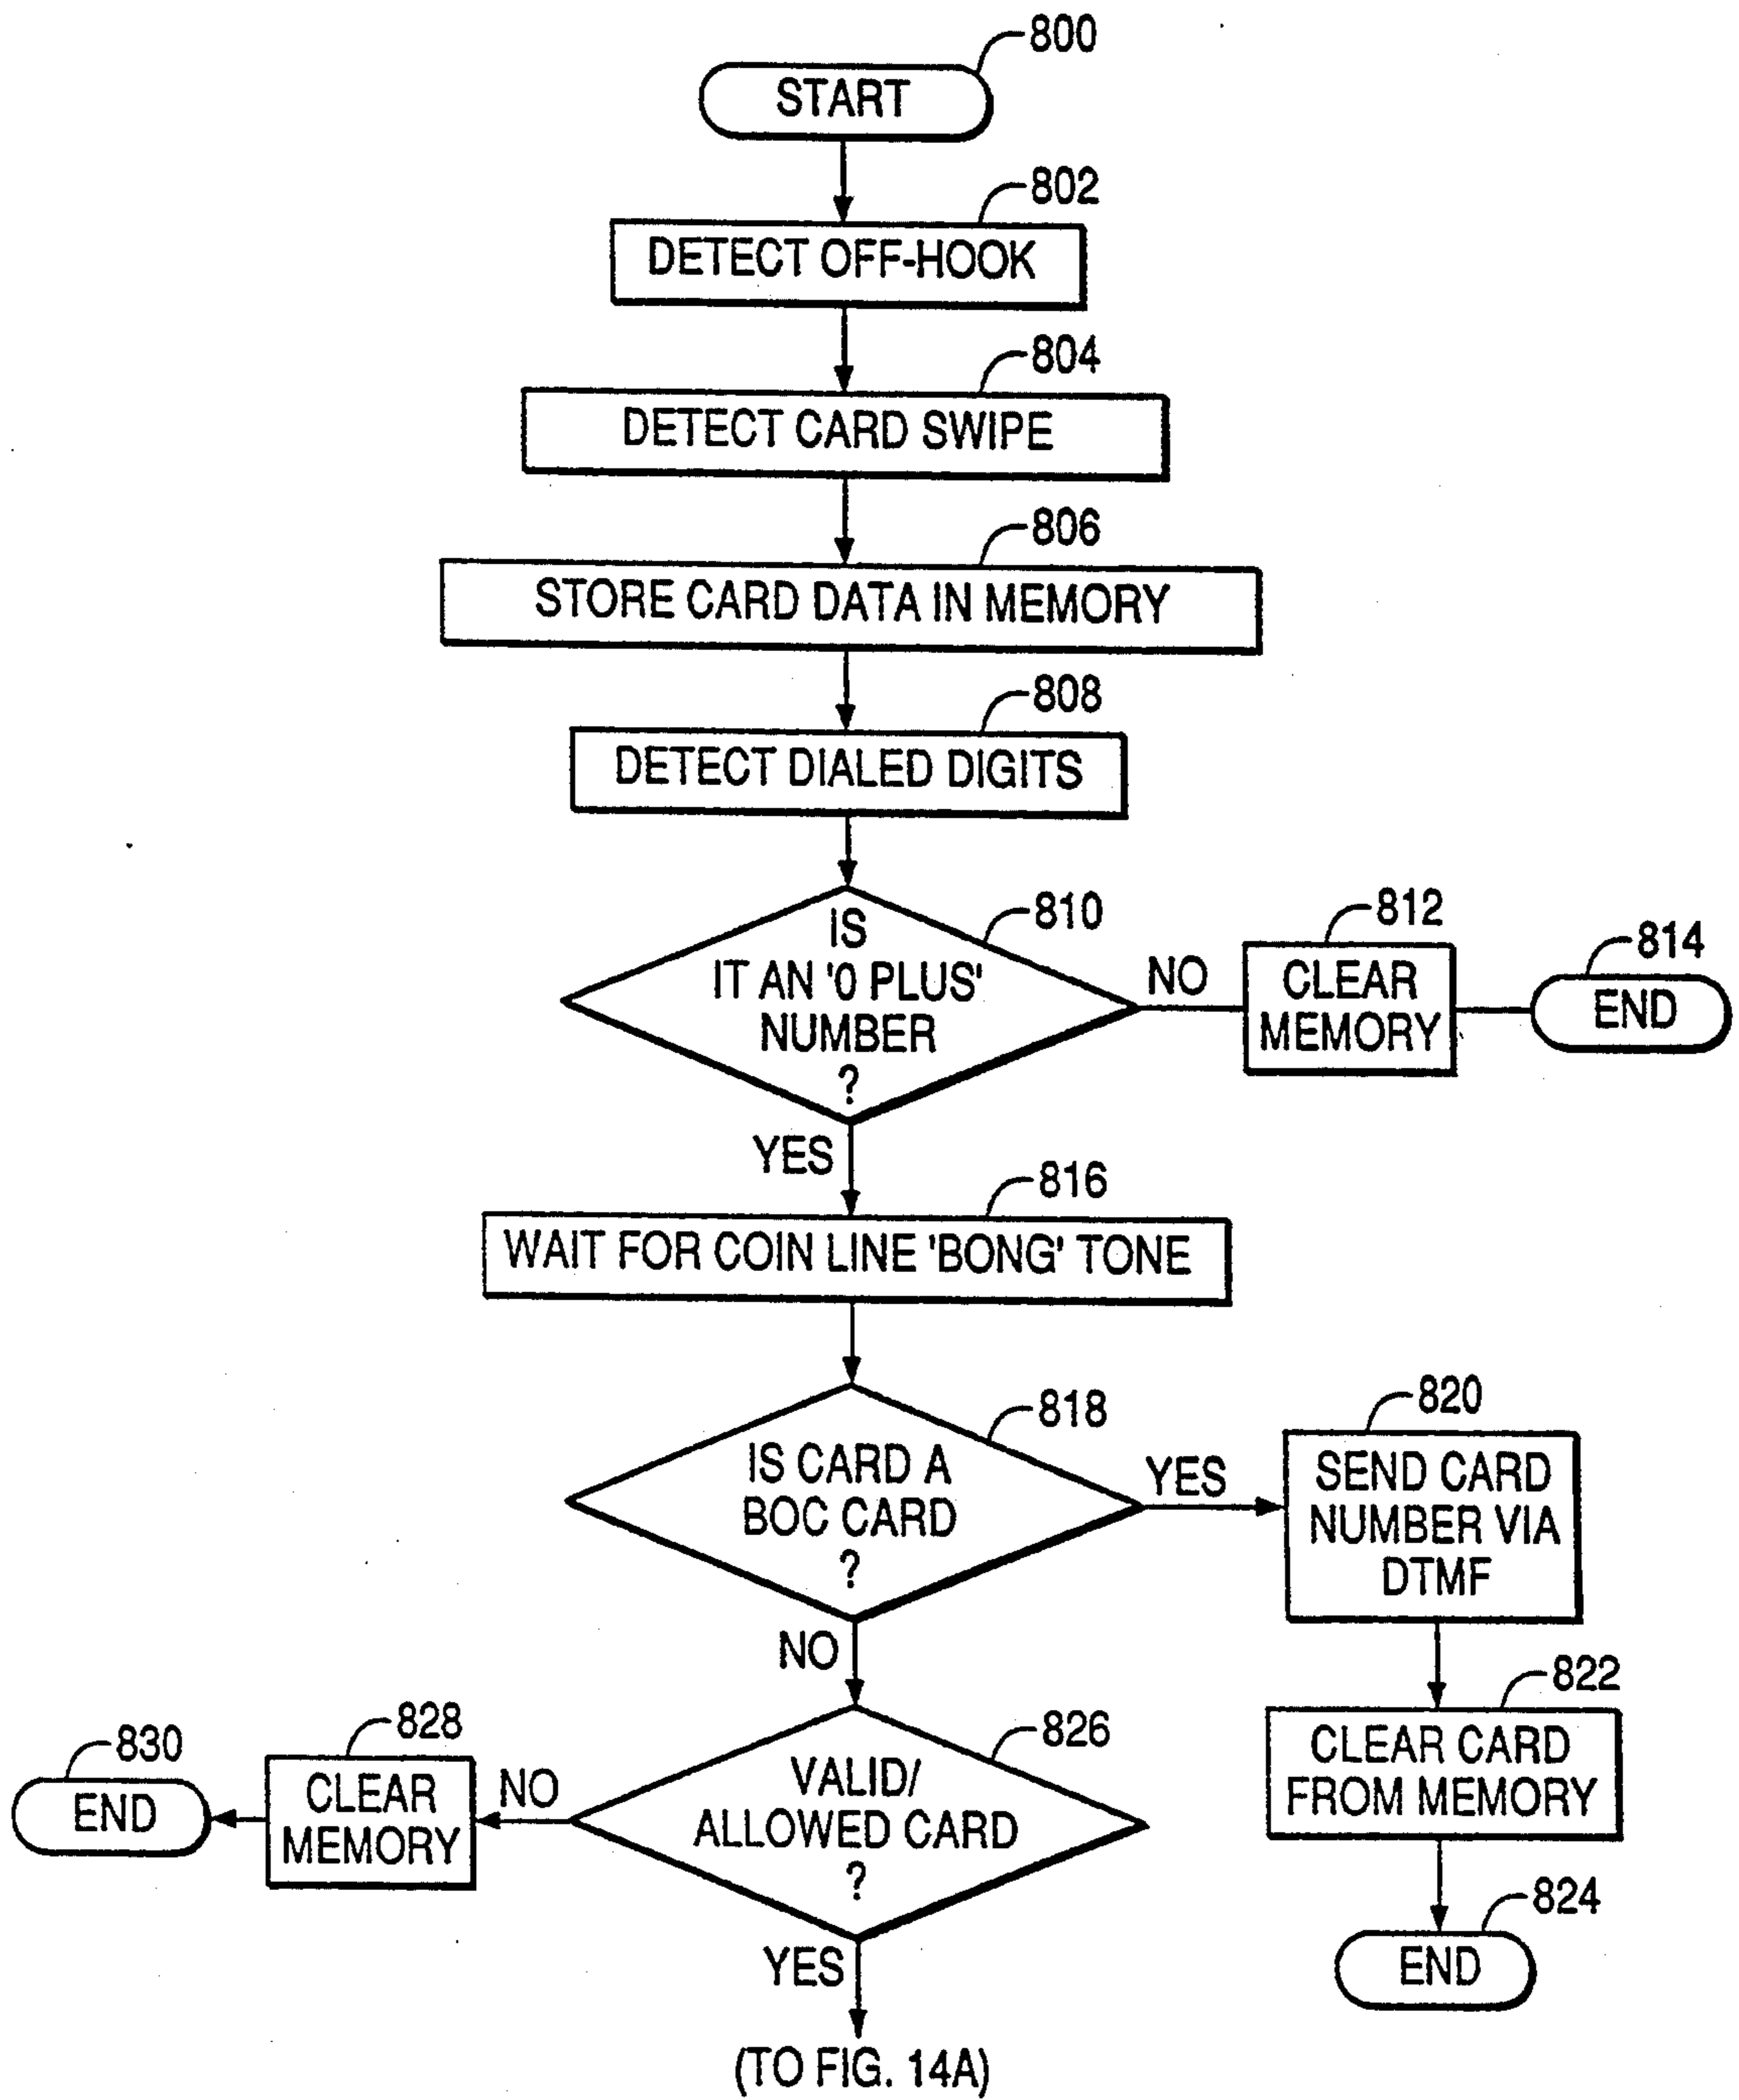 800
START
802
DETECT OFF-HOOK
804
DETECT CARD SWIPE
806
STORE CARD DATA IN MEMORY
808
DETECT DIALED DIGITS
810
IS
IT AN '0 PLUS'
NUMBER
?
NO
812
CLEAR
MEMORY
814
END
YES
816
WAIT FOR COIN LINE 'BONG' TONE
818
IS CARD A
BOC CARD
?
YES
820
SEND CARD
NUMBER VIA
DTMF
822
CLEAR CARD
FROM MEMORY
824
END
NO
826
VALID/
ALLOWED CARD
?
NO
828
CLEAR
MEMORY
830
END
YES
(TO FIG. 14A)